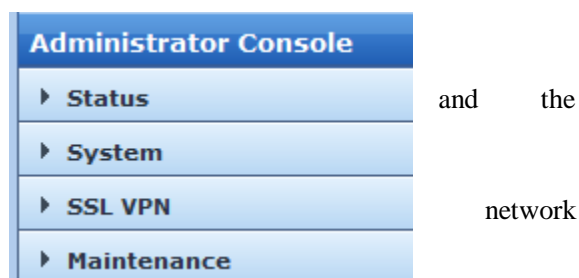 Administrator Console
Status
and the
System
SSL VPN
network
Maintenance